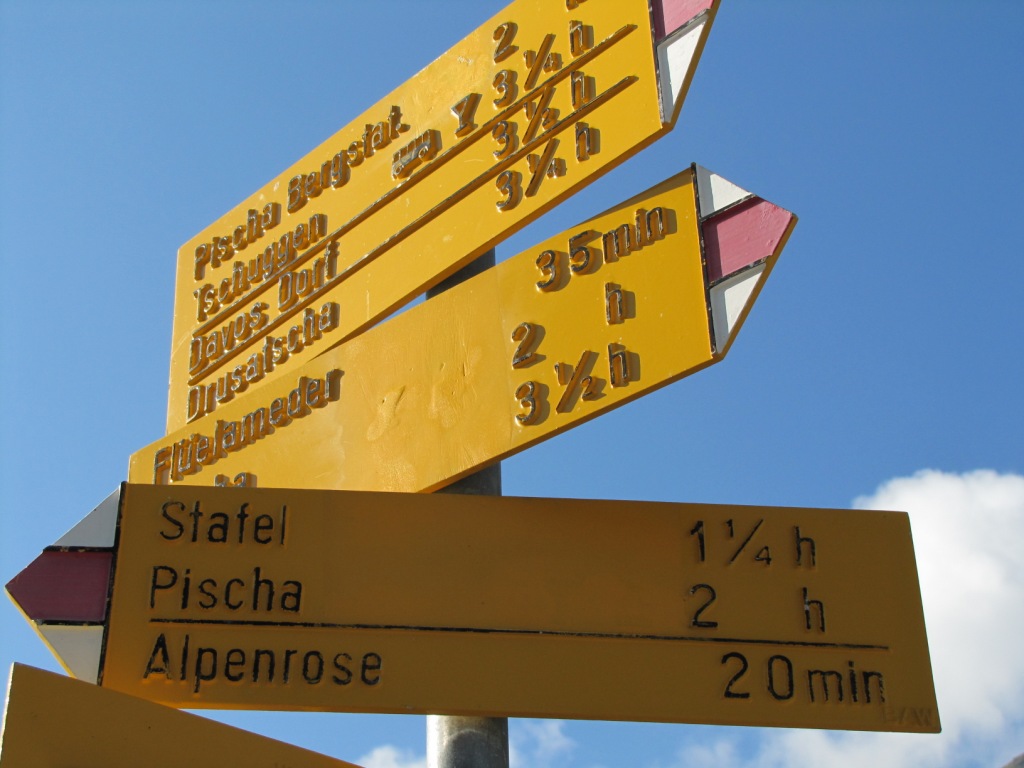 Pischa Bergstat. 2
Tschuggen 3 ¼ h
Davos Dorf 3 ½ h
Drusatscha 3 ¼ h
Flüelameder 35 min
2 h
3 ½ h
Stafel 1 ¼ h
Pischa 2 h
Alpenrose 20 min